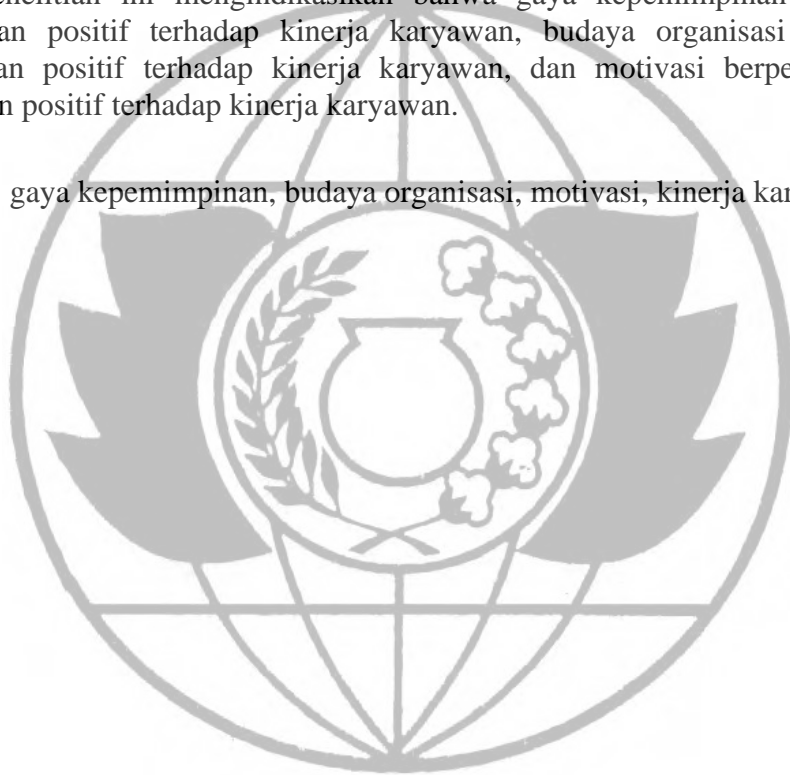 enelitian ini mengindikasikan bahwa gaya kepemimpinan
an positif terhadap kinerja karyawan, budaya organisasi
an positif terhadap kinerja karyawan, dan motivasi berpe
n positif terhadap kinerja karyawan.
gaya kepemimpinan, budaya organisasi, motivasi, kinerja kar